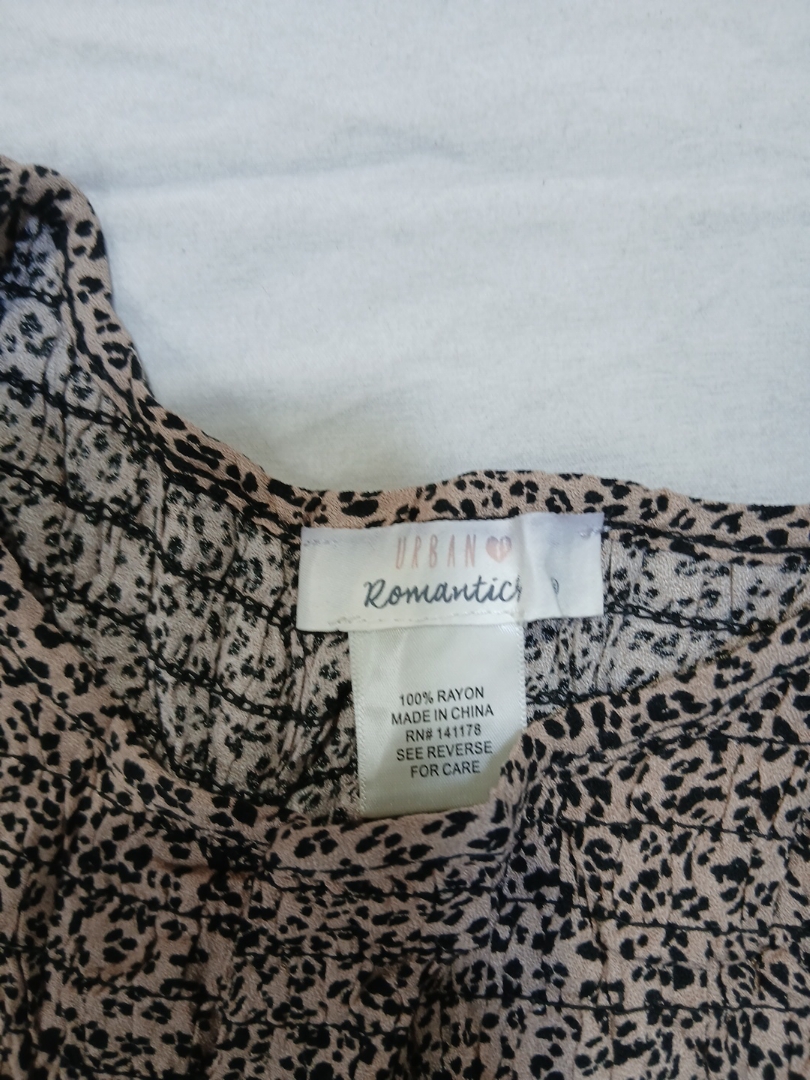 URBAN
Romantics
100% RAYON
MADE IN CHINA
RN# 141178
SEE REVERSE
FOR CARE